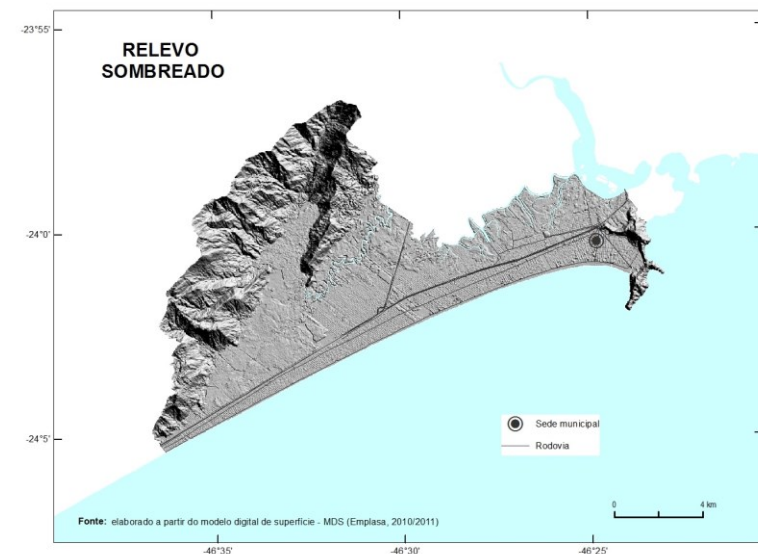 -23°55'
RELEVO
SOMBREADO
-24°0'
-24°5'
Sede municipal
Rodovia
0 4 km
Fonte: elaborado a partir do modelo digital de superfície - MDS (Emplasa, 2010/2011)
-46°35' -46°30' -46°25'